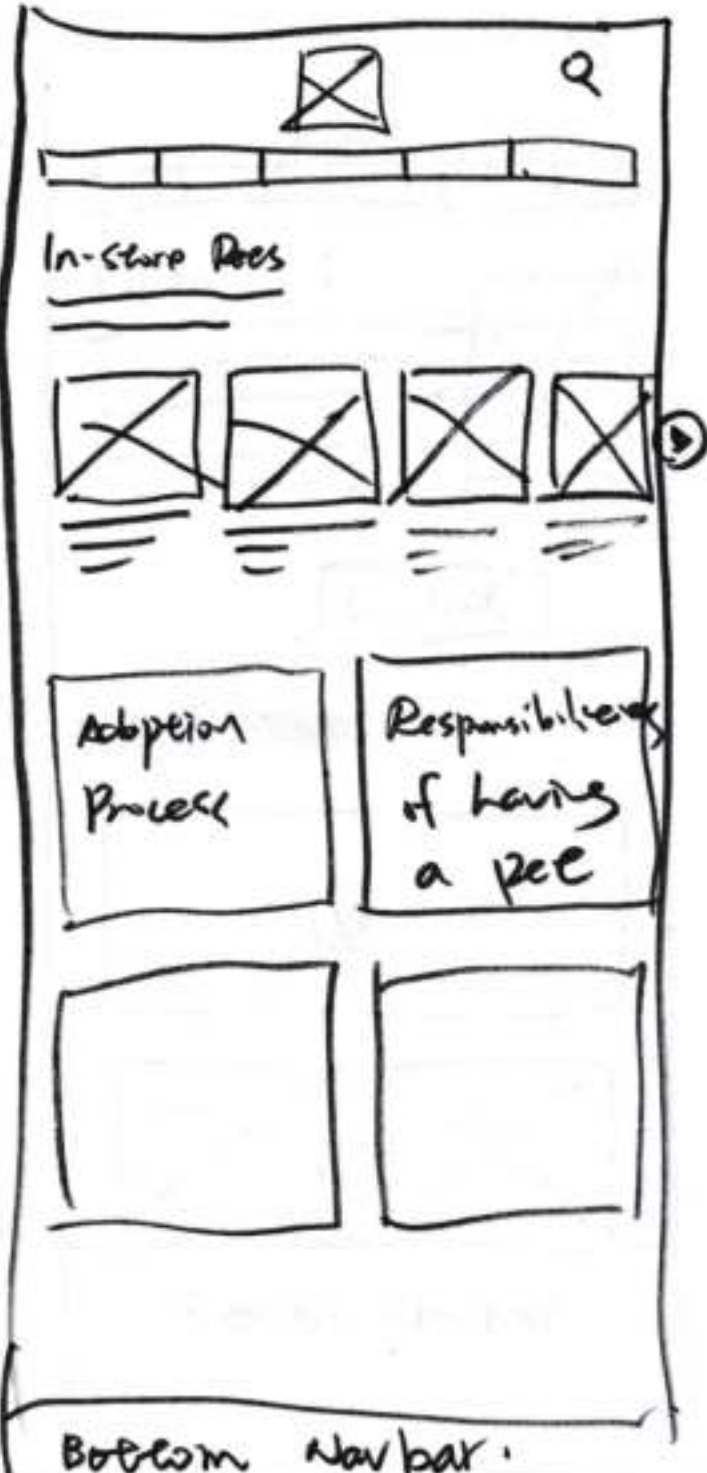 In-store Pets
Adoption
Process
Responsibilities
of having
a pet
Bottom Navbar.